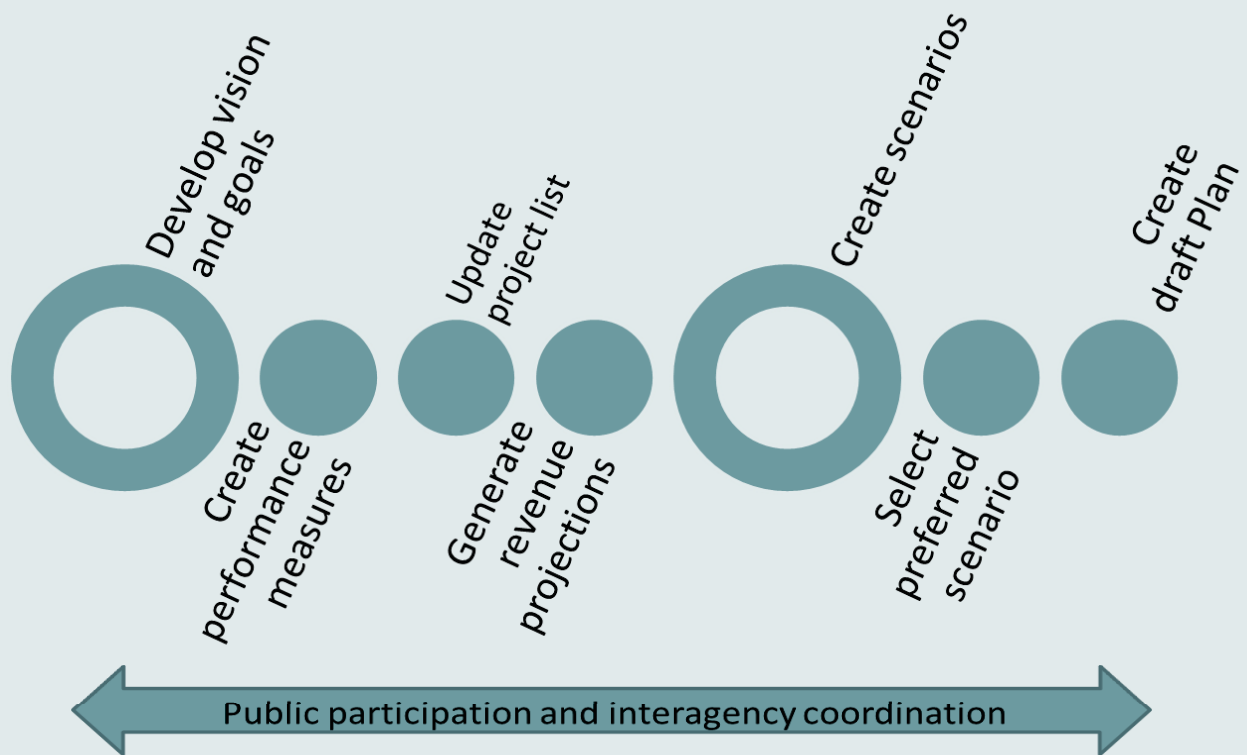 Develop vision
and goals
Create
performance
measures
Update
project list
Generate
revenue
projections
Create scenarios
Select
preferred
scenario
Create
draft Plan
Public participation and interagency coordination